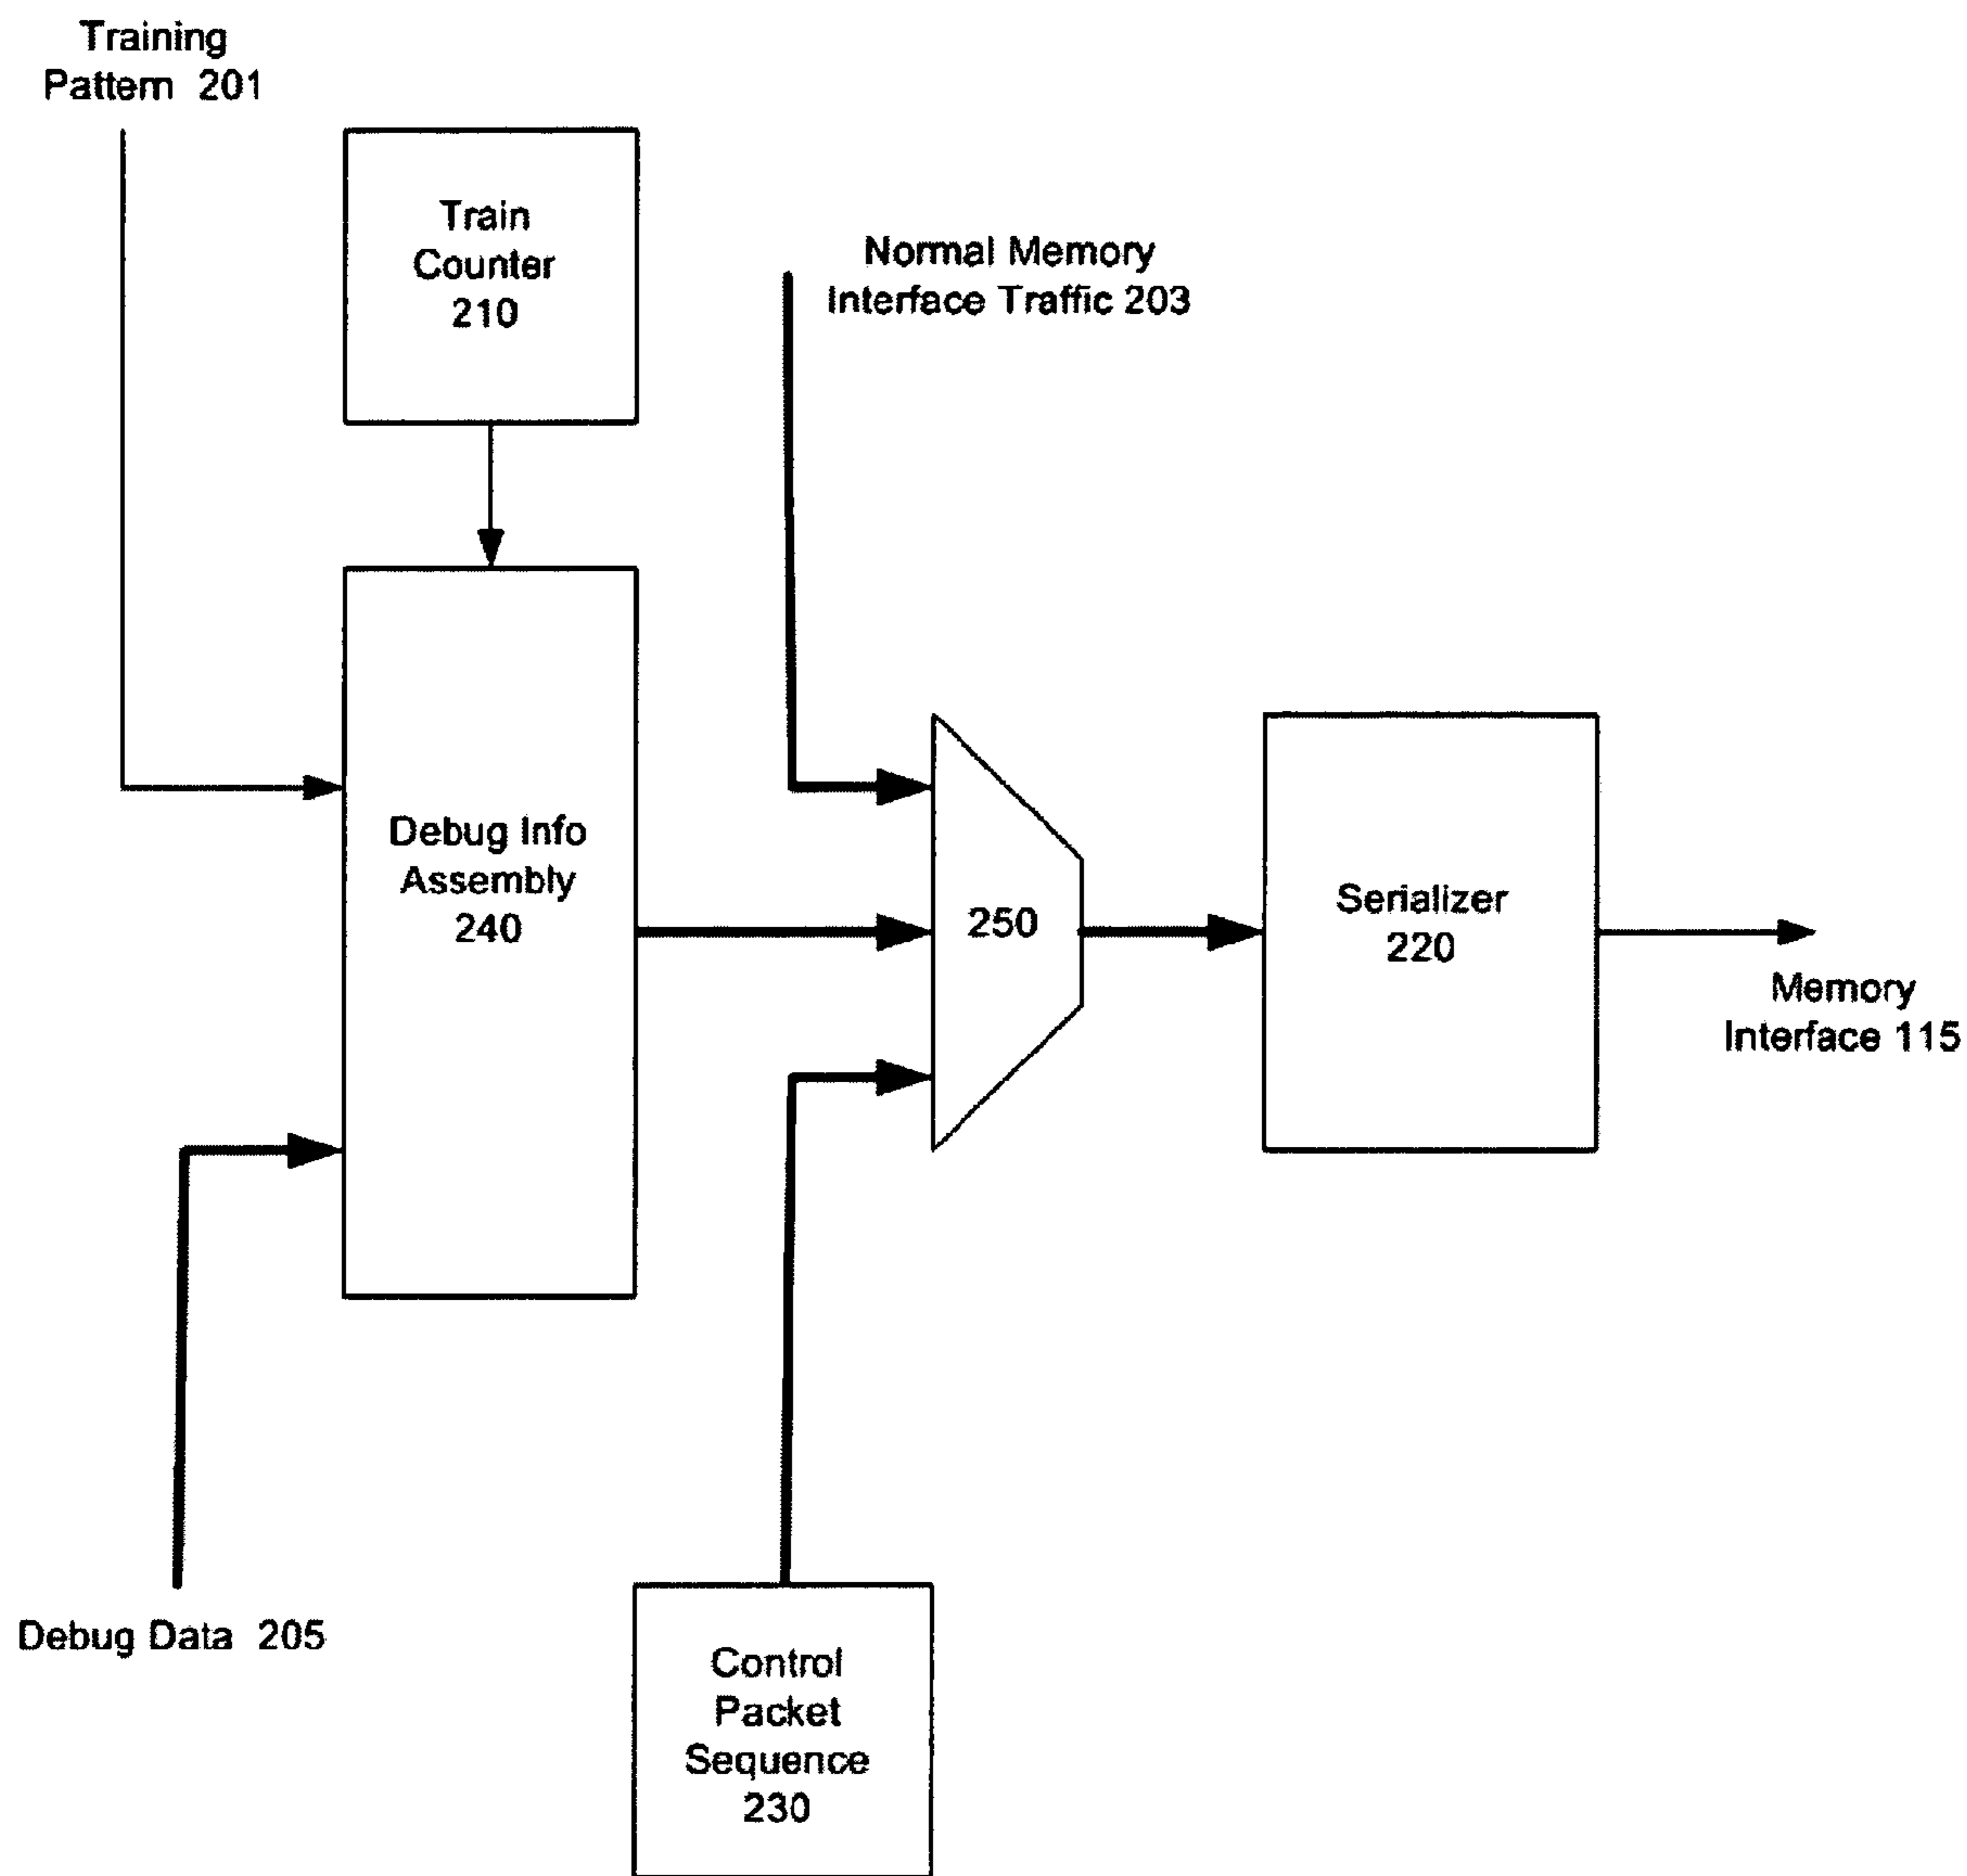 Training
Pattern 201
Train
Counter
210
Normal Memory
Interface Traffic 203
Debug Info
Assembly
240
250
Serializer
220
Memory
Interface 115
Debug Data 205
Control
Packet
Sequence
230